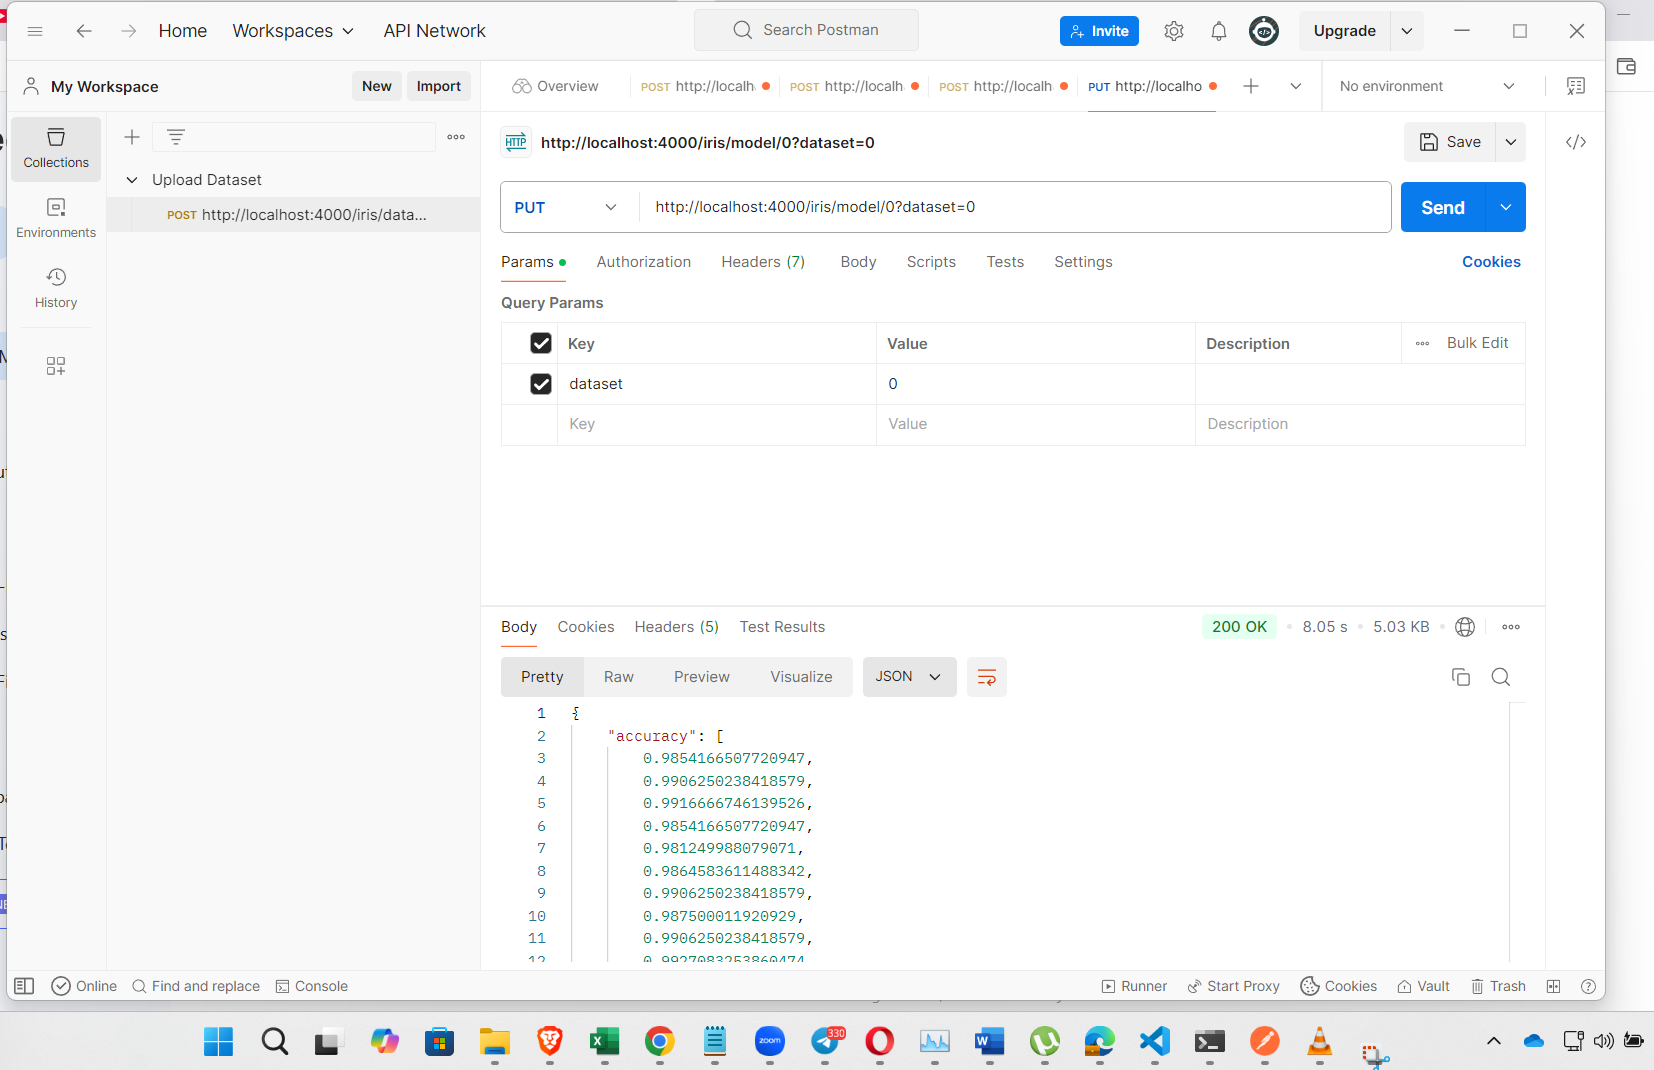 Home Workspaces API Network Search Postman Invite Upgrade
My Workspace New Import Overview POST http://localh POST http://localh POST http://localh PUT http://localho No environment
Collections
Environments
History
Upload Dataset
POST http://localhost:4000/iris/data...
HTTP http://localhost:4000/iris/model/0?dataset=0 Save
PUT http://localhost:4000/iris/model/0?dataset=0 Send
Params Authorization Headers (7) Body Scripts Tests Settings Cookies
Query Params
Key Value Description Bulk Edit
dataset 0
Key Value Description
Body Cookies Headers (5) Test Results 200 OK 8.05 s 5.03 KB
Pretty Raw Preview Visualize JSON
1 {
2 "accuracy": [
3 0.9854166507720947,
4 0.9906250238418579,
5 0.9916666746139526,
6 0.9854166507720947,
7 0.981249988079071,
8 0.9864583611488342,
9 0.9906250238418579,
10 0.987500011920929,
11 0.9906250238418579,
12 0.9927083253860474
Online Find and replace Console Runner Start Proxy Cookies Vault Trash
zoom 330